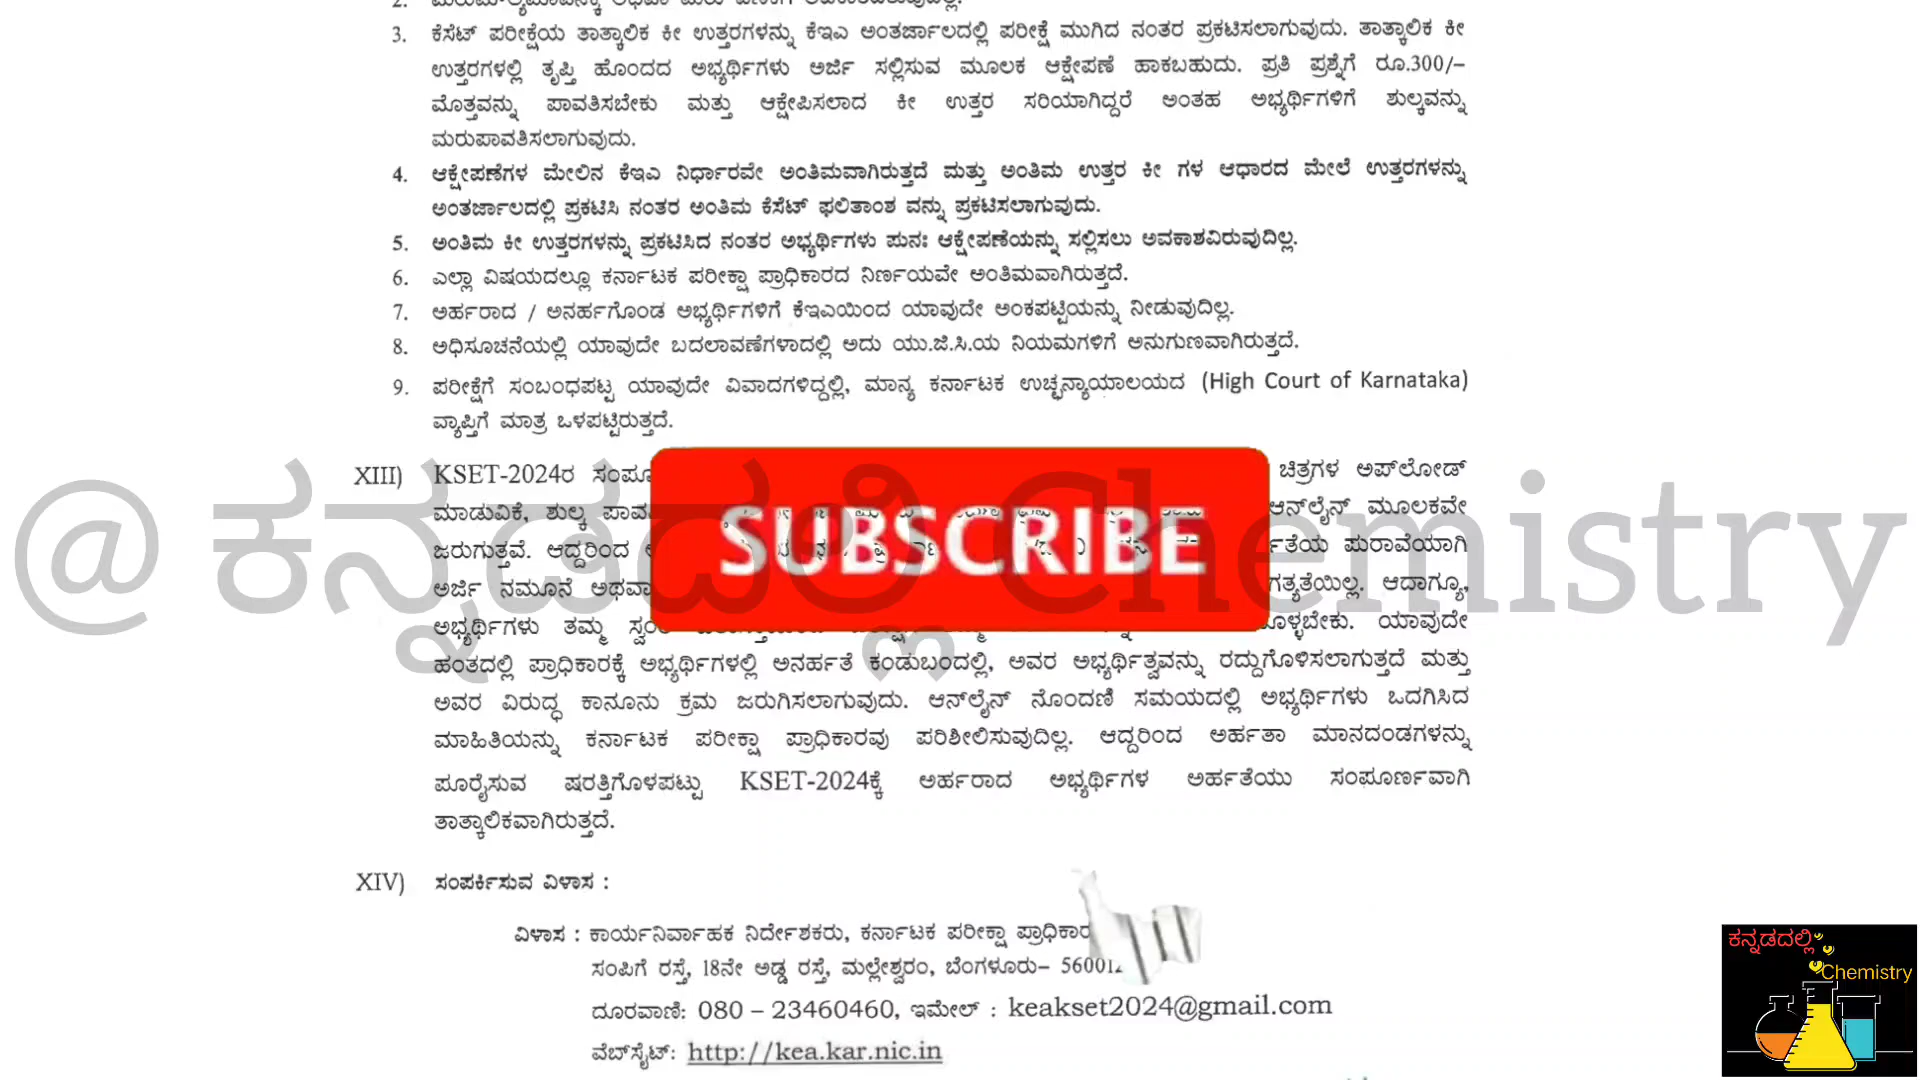 3. ಕೆಸೆಟ್ ಪರೀಕ್ಷೆಯ ತಾತ್ಕಾಲಿಕ ಕೀ ಉತ್ತರಗಳನ್ನು ಕೆಇಎ ಅಂತರ್ಜಾಲದಲ್ಲಿ ಪರೀಕ್ಷೆ ಮುಗಿದ ನಂತರ ಪ್ರಕಟಿಸಲಾಗುವುದು. ತಾತ್ಕಾಲಿಕ ಕೀ
ಉತ್ತರಗಳಲ್ಲಿ ತೃಪ್ತಿ ಹೊಂದದ ಅಭ್ಯರ್ಥಿಗಳು ಅರ್ಜಿ ಸಲ್ಲಿಸುವ ಮೂಲಕ ಆಕ್ಷೇಪಣೆ ಹಾಕಬಹುದು. ಪ್ರತಿ ಪ್ರಶ್ನೆಗೆ ರೂ.300/–
ಮೊತ್ತವನ್ನು ಪಾವತಿಸಬೇಕು ಮತ್ತು ಆಕ್ಷೇಪಿಸಲಾದ ಕೀ ಉತ್ತರ ಸರಿಯಾಗಿದ್ದರೆ ಅಂತಹ ಅಭ್ಯರ್ಥಿಗಳಿಗೆ ಶುಲ್ಕವನ್ನು
ಮರುಪಾವತಿಸಲಾಗುವುದು.
4. ಆಕ್ಷೇಪಣೆಗಳ ಮೇಲಿನ ಕೆಇಎ ನಿರ್ಧಾರವೇ ಅಂತಿಮವಾಗಿರುತ್ತದೆ ಮತ್ತು ಅಂತಿಮ ಉತ್ತರ ಕೀ ಗಳ ಆಧಾರದ ಮೇಲೆ ಉತ್ತರಗಳನ್ನು
ಅಂತರ್ಜಾಲದಲ್ಲಿ ಪ್ರಕಟಿಸಿ ನಂತರ ಅಂತಿಮ ಕೆಸೆಟ್ ಫಲಿತಾಂಶ ವನ್ನು ಪ್ರಕಟಿಸಲಾಗುವುದು.
5. ಅಂತಿಮ ಕೀ ಉತ್ತರಗಳನ್ನು ಪ್ರಕಟಿಸಿದ ನಂತರ ಅಭ್ಯರ್ಥಿಗಳು ಪುನಃ ಆಕ್ಷೇಪಣೆಯನ್ನು ಸಲ್ಲಿಸಲು ಅವಕಾಶವಿರುವುದಿಲ್ಲ.
6. ಎಲ್ಲಾ ವಿಷಯದಲ್ಲೂ ಕರ್ನಾಟಕ ಪರೀಕ್ಷಾ ಪ್ರಾಧಿಕಾರದ ನಿರ್ಣಯವೇ ಅಂತಿಮವಾಗಿರುತ್ತದೆ.
7. ಅರ್ಹರಾದ / ಅನರ್ಹಗೊಂಡ ಅಭ್ಯರ್ಥಿಗಳಿಗೆ ಕೆಇಎಯಿಂದ ಯಾವುದೇ ಅಂಕಪಟ್ಟಿಯನ್ನು ನೀಡುವುದಿಲ್ಲ.
8. ಅಧಿಸೂಚನೆಯಲ್ಲಿ ಯಾವುದೇ ಬದಲಾವಣೆಗಳಾದಲ್ಲಿ ಅದು ಯು.ಜಿ.ಸಿ.ಯ ನಿಯಮಗಳಿಗೆ ಅನುಗುಣವಾಗಿರುತ್ತದೆ.
9. ಪರೀಕ್ಷೆಗೆ ಸಂಬಂಧಪಟ್ಟ ಯಾವುದೇ ವಿವಾದಗಳಿದ್ದಲ್ಲಿ, ಮಾನ್ಯ ಕರ್ನಾಟಕ ಉಚ್ಛನ್ಯಾಯಾಲಯದ (High Court of Karnataka)
ವ್ಯಾಪ್ತಿಗೆ ಮಾತ್ರ ಒಳಪಟ್ಟಿರುತ್ತದೆ.
XIII) KSET-2024ರ ಚಿತ್ರಗಳ ಅಪ್‌ಲೋಡ್
ಮಾಡುವಿಕೆ, ಶುಲ್ಕ ಆನ್‌ಲೈನ್ ಮೂಲಕವೇ
ಜರುಗುತ್ತವೆ. ಆದ್ದರಿಂದ ಪುರಾವೆಯಾಗಿ
ಅರ್ಜಿ ನಮೂನೆ ಅಥವಾ ಆದಾಗ್ಯೂ,
ಅಭ್ಯರ್ಥಿಗಳು ತಮ್ಮ ಯಾವುದೇ
@ ಕನ್ನಡದಲ್ಲಿ Chemistry
SUBSCRIBE
ಹಂತದಲ್ಲಿ ಪ್ರಾಧಿಕಾರಕ್ಕೆ ಅಭ್ಯರ್ಥಿಗಳಲ್ಲಿ ಅನರ್ಹತೆ ಕಂಡುಬಂದಲ್ಲಿ, ಅವರ ಅಭ್ಯರ್ಥಿತ್ವವನ್ನು ರದ್ದುಗೊಳಿಸಲಾಗುತ್ತದೆ ಮತ್ತು
ಅವರ ವಿರುದ್ಧ ಕಾನೂನು ಕ್ರಮ ಜರುಗಿಸಲಾಗುವುದು. ಆನ್‌ಲೈನ್ ನೊಂದಣಿ ಸಮಯದಲ್ಲಿ ಅಭ್ಯರ್ಥಿಗಳು ಒದಗಿಸಿದ
ಮಾಹಿತಿಯನ್ನು ಕರ್ನಾಟಕ ಪರೀಕ್ಷಾ ಪ್ರಾಧಿಕಾರವು ಪರಿಶೀಲಿಸುವುದಿಲ್ಲ. ಆದ್ದರಿಂದ ಅರ್ಹತಾ ಮಾನದಂಡಗಳನ್ನು
ಪೂರೈಸುವ ಷರತ್ತಿಗೊಳಪಟ್ಟು KSET-2024ಕ್ಕೆ ಅರ್ಹರಾದ ಅಭ್ಯರ್ಥಿಗಳ ಅರ್ಹತೆಯು ಸಂಪೂರ್ಣವಾಗಿ
ತಾತ್ಕಾಲಿಕವಾಗಿರುತ್ತದೆ.
XIV) ಸಂಪರ್ಕಿಸುವ ವಿಳಾಸ :
ವಿಳಾಸ : ಕಾರ್ಯನಿರ್ವಾಹಕ ನಿರ್ದೇಶಕರು, ಕರ್ನಾಟಕ ಪರೀಕ್ಷಾ ಪ್ರಾಧಿಕಾರ
ಸಂಪಿಗೆ ರಸ್ತೆ, 18ನೇ ಅಡ್ಡ ರಸ್ತೆ, ಮಲ್ಲೇಶ್ವರಂ, ಬೆಂಗಳೂರು– 560012
ದೂರವಾಣಿ: 080 – 23460460, ಇಮೇಲ್ : keakset2024@gmail.com
ವೆಬ್‌ಸೈಟ್: http://kea.kar.nic.in
ಕನ್ನಡದಲ್ಲಿ
Chemistry